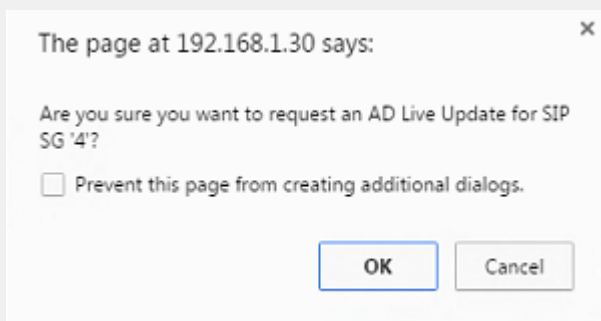 The page at 192.168.1.30 says:
Are you sure you want to request an AD Live Update for SIP
SG '4'?
Prevent this page from creating additional dialogs.
OK Cancel